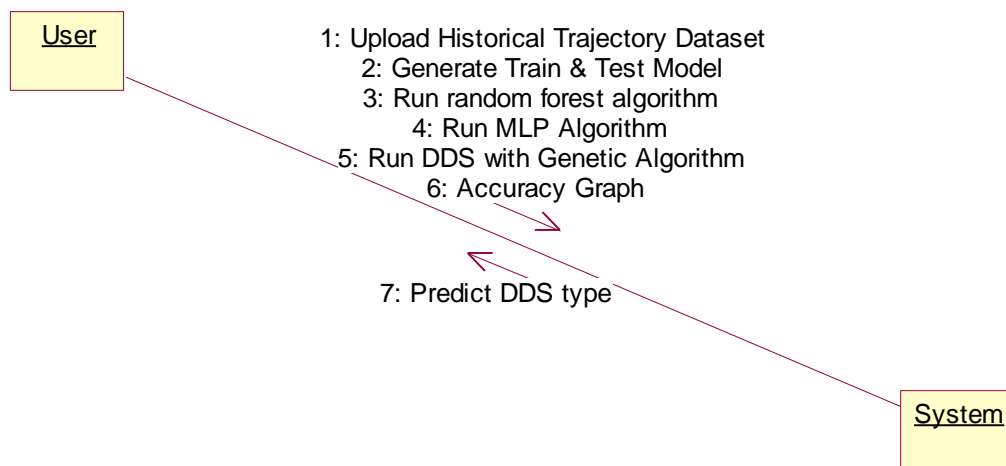 User
1: Upload Historical Trajectory Dataset
2: Generate Train & Test Model
3: Run random forest algorithm
4: Run MLP Algorithm
5: Run DDS with Genetic Algorithm
6: Accuracy Graph
7: Predict DDS type
System